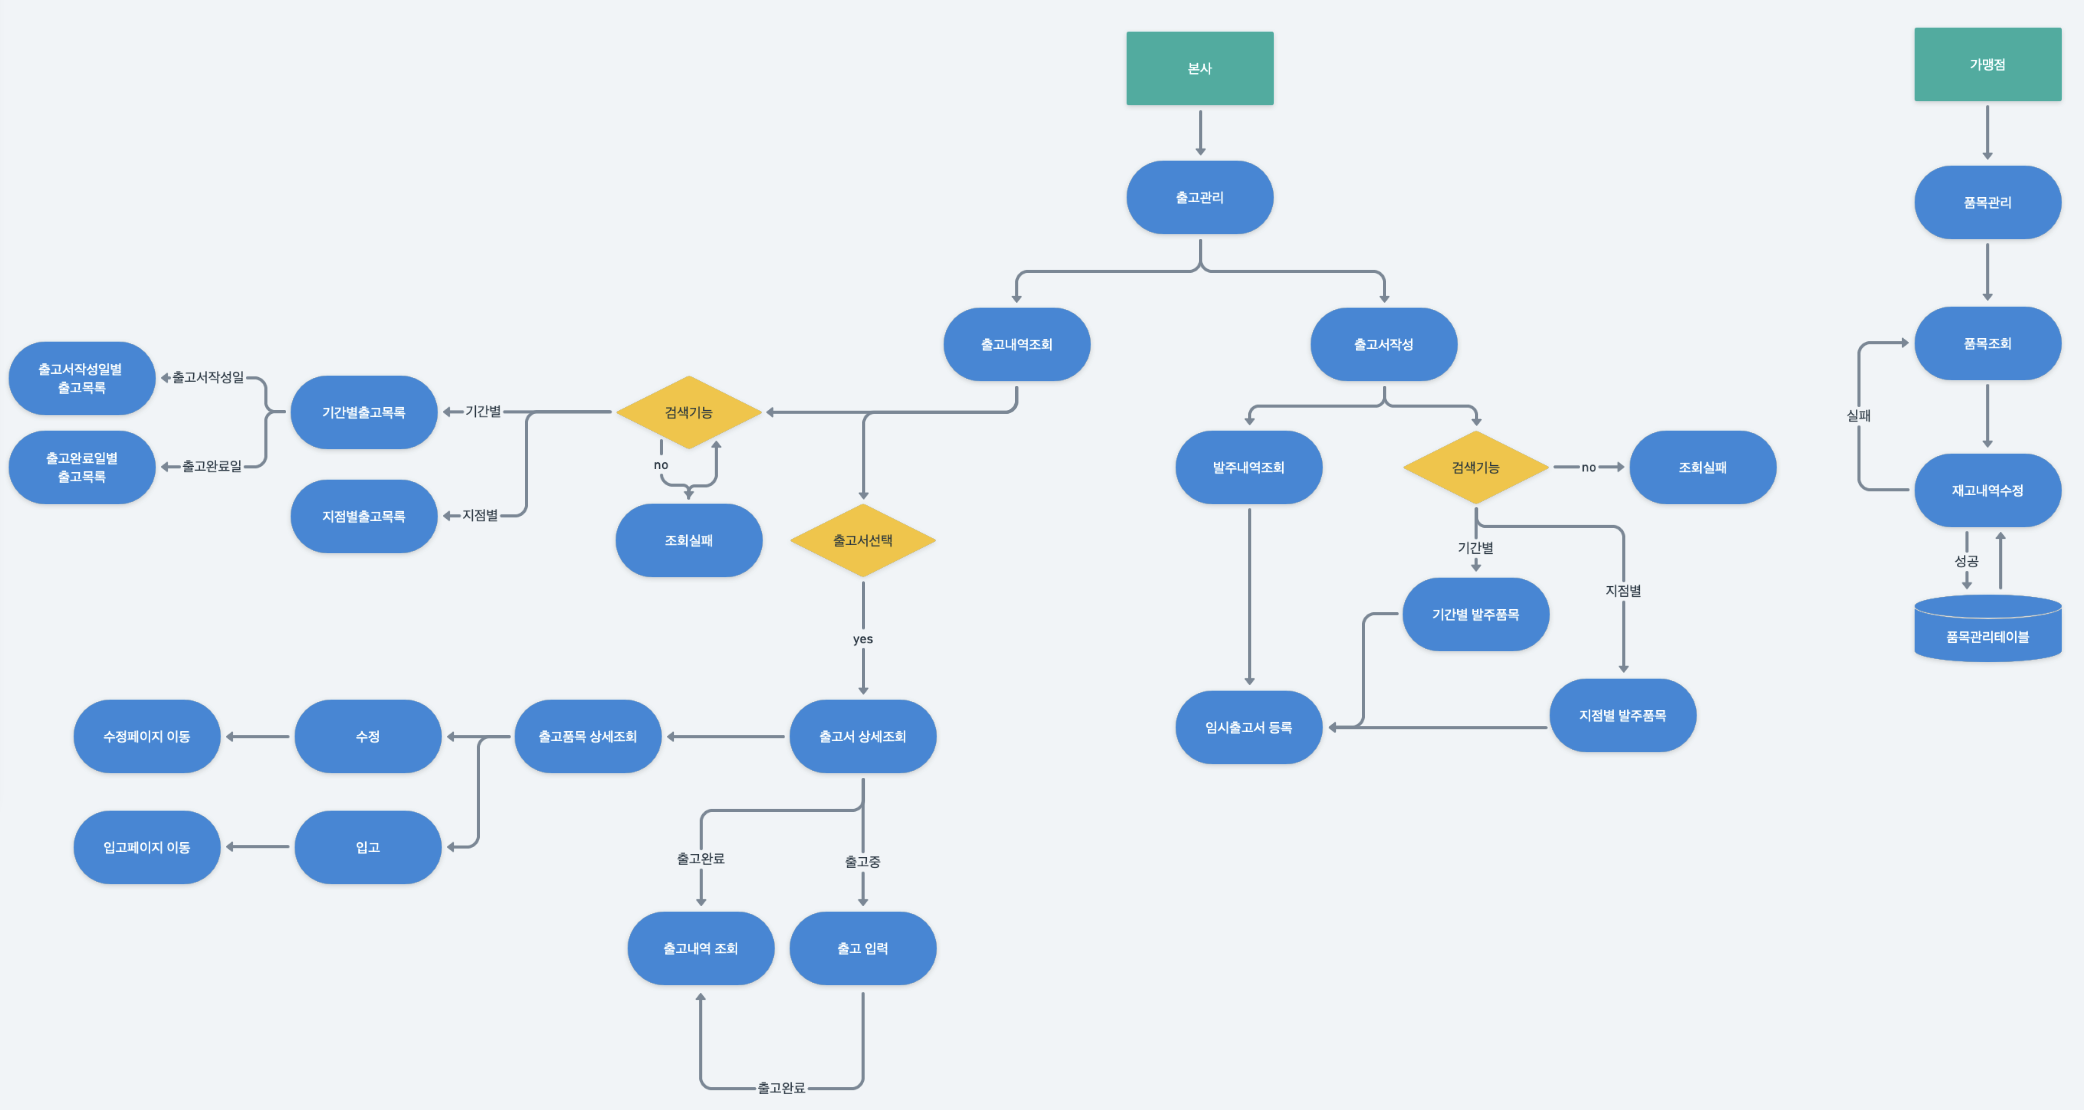 본사
가맹점
출고관리
품목관리
출고내역조회
출고서작성
품목조회
출고서작성일별
출고목록
출고서작성일
기간별출고목록
기간별
검색기능
실패
출고완료일별
출고목록
출고완료일
no
발주내역조회
검색기능
no
조회실패
재고내역수정
지점별출고목록
지점별
조회실패
출고서선택
기간별
성공
지점별
기간별 발주품목
품목관리테이블
yes
수정페이지 이동
수정
출고품목 상세조회
출고서 상세조회
임시출고서 등록
지점별 발주품목
입고페이지 이동
입고
출고완료
출고중
출고내역 조회
출고 입력
출고완료